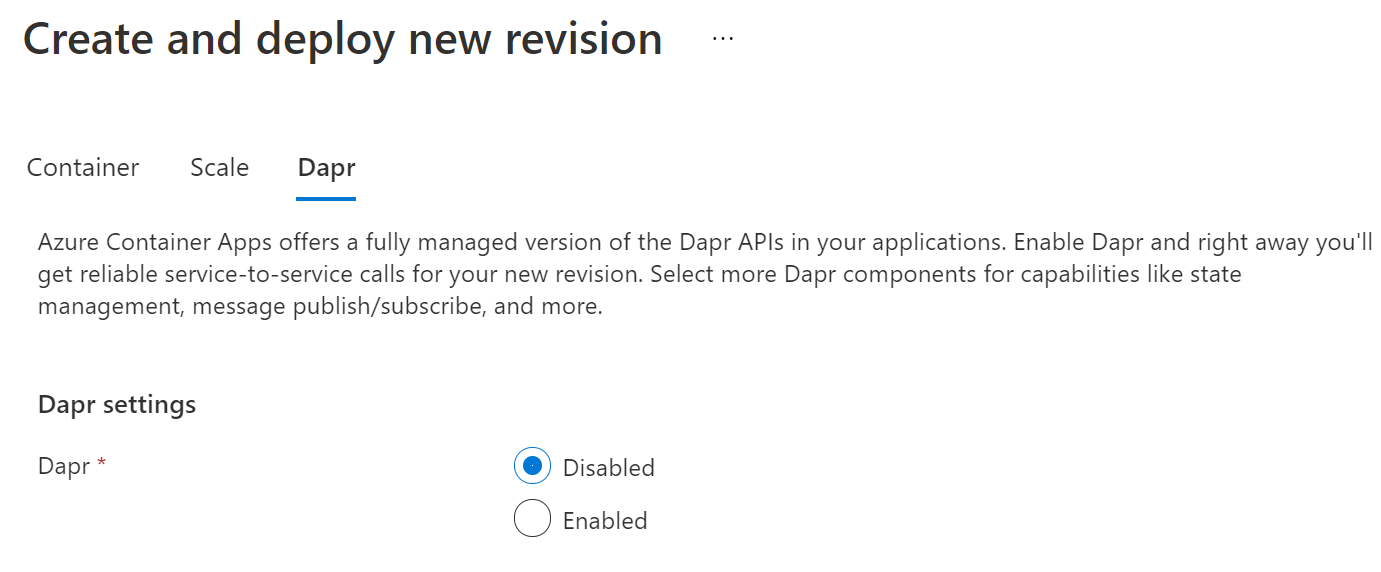 Create and deploy new revision ...
Container Scale Dapr
Azure Container Apps offers a fully managed version of the Dapr APIs in your applications. Enable Dapr and right away you'll
get reliable service-to-service calls for your new revision. Select more Dapr components for capabilities like state
management, message publish/subscribe, and more.
Dapr settings
Dapr *
Disabled
Enabled